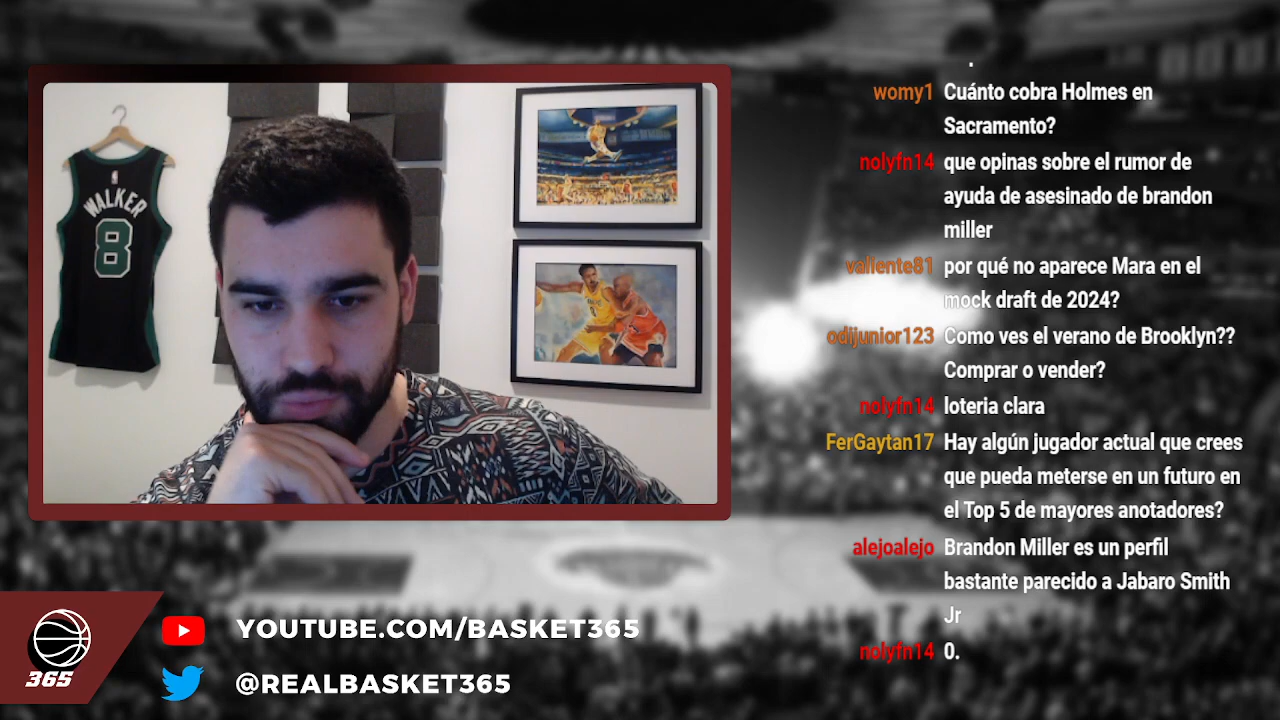 WALKER
8
womy1 Cuánto cobra Holmes en
Sacramento?
nolyfn14 que opinas sobre el rumor de
ayuda de asesinado de brandon
miller
valiente81 por qué no aparece Mara en el
mock draft de 2024?
odijunior123 Como ves el verano de Brooklyn??
Comprar o vender?
nolyfn14 loteria clara
FerGaytan17 Hay algún jugador actual que crees
que pueda meterse en un futuro en
el Top 5 de mayores anotadores?
alejoalejo Brandon Miller es un perfil
bastante parecido a Jabaro Smith
Jr
nolyfn14 0.
365
YOUTUBE.COM/BASKET365
@REALBASKET365